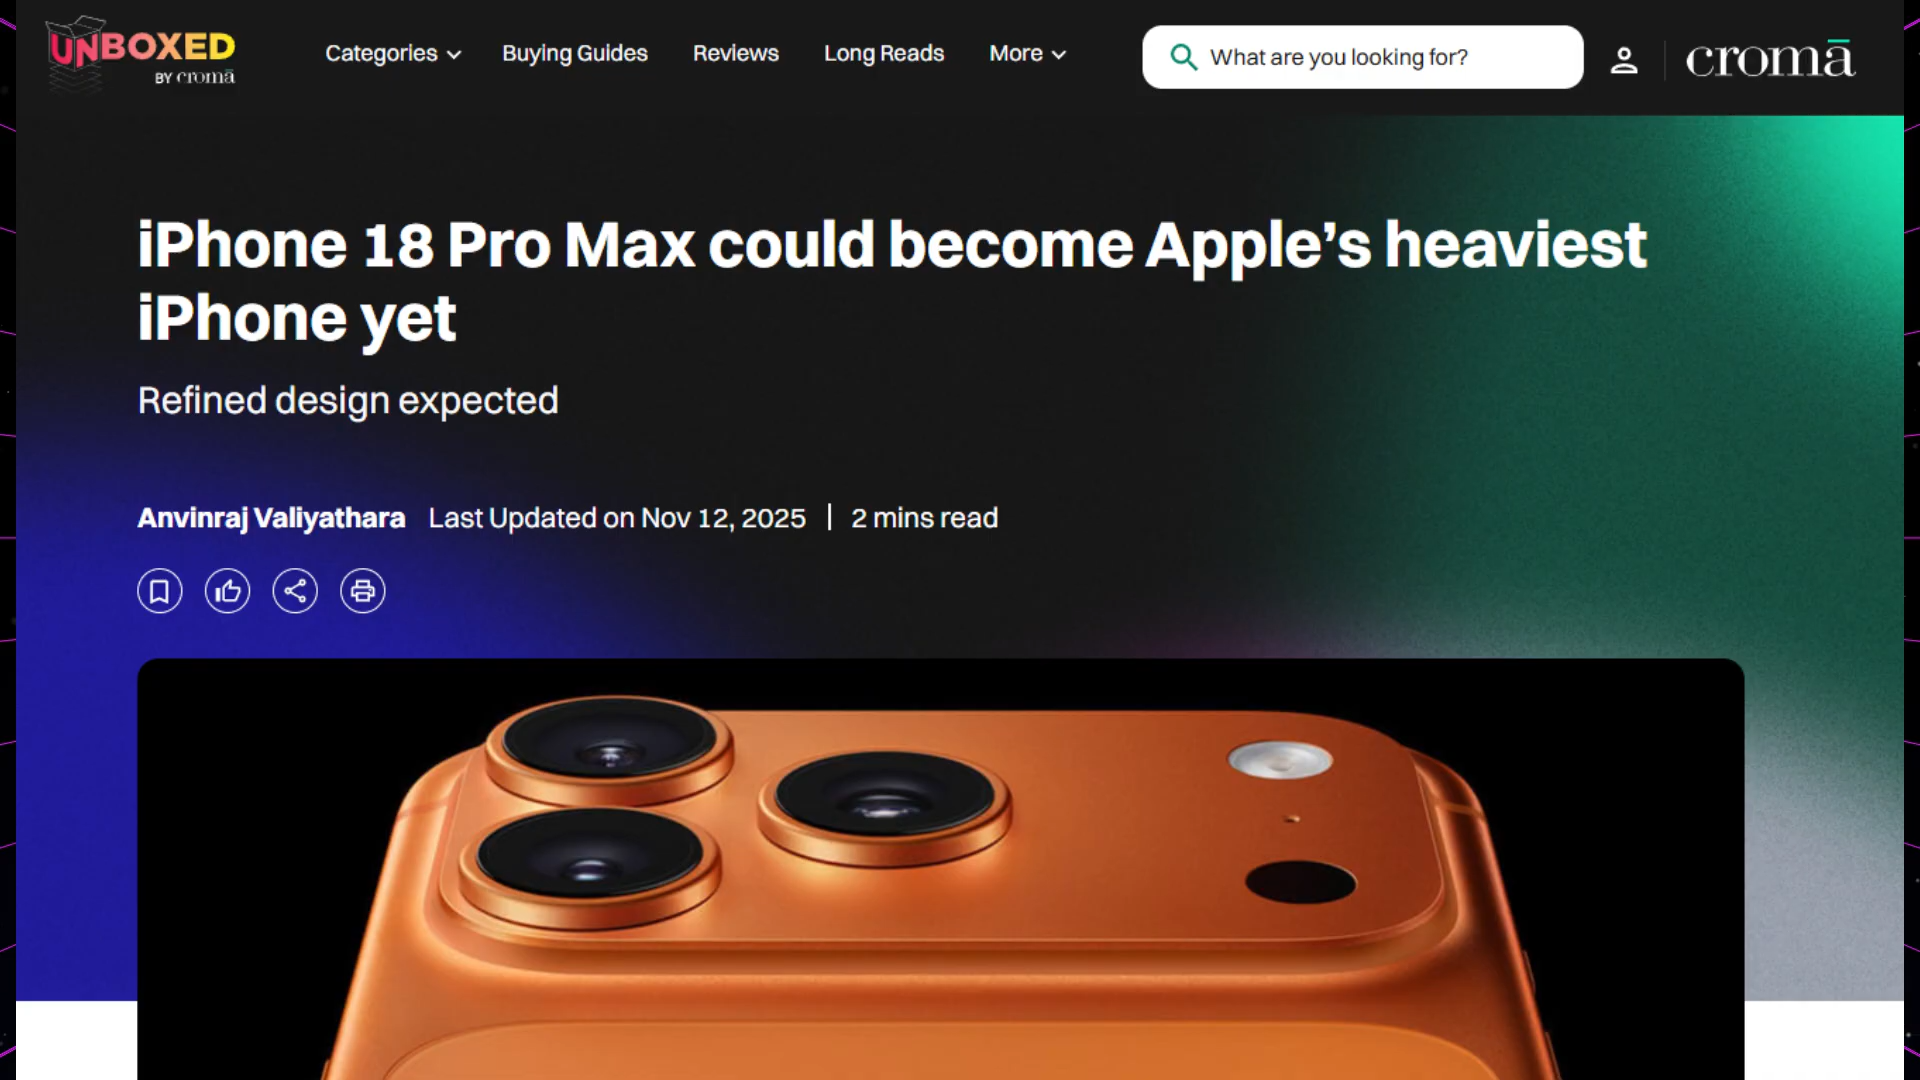 UNBOXED
BY cromā
Categories
Buying Guides
Reviews
Long Reads
More
What are you looking for?
cromā
iPhone 18 Pro Max could become Apple’s heaviest
iPhone yet
Refined design expected
Anvinraj Valiyathara Last Updated on Nov 12, 2025 | 2 mins read